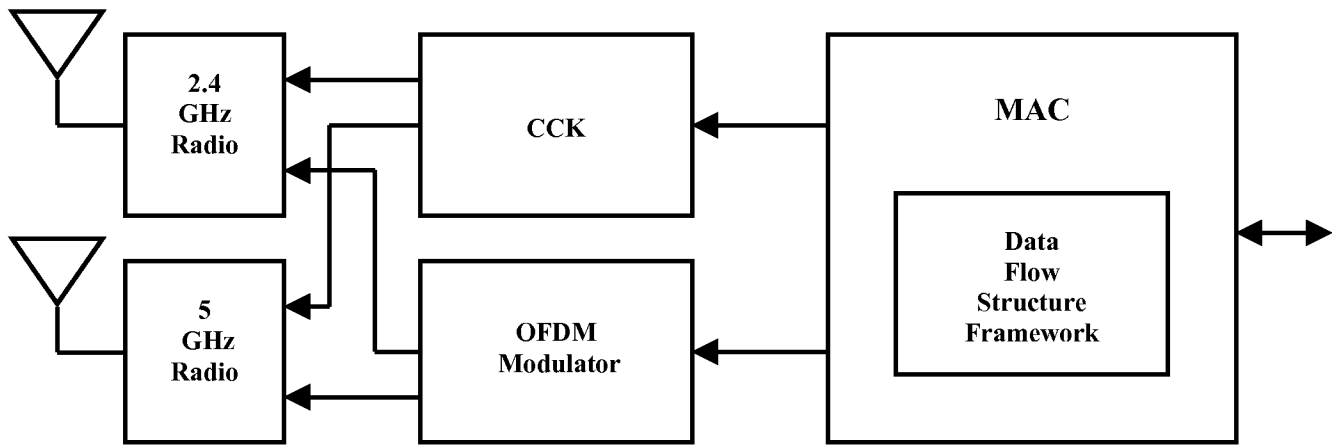 2.4
GHz
Radio
CCK
MAC
Data
Flow
Structure
Framework
5
GHz
Radio
OFDM
Modulator